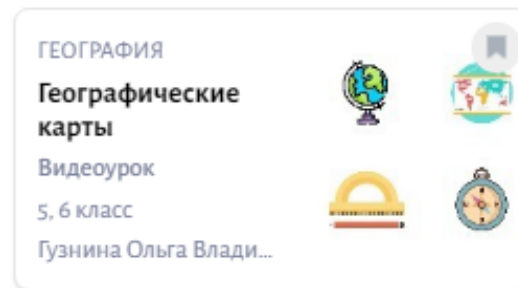 ГЕОГРАФИЯ
Географические
карты
Видеоурок
5, 6 класс
Гузнина Ольга Влади...